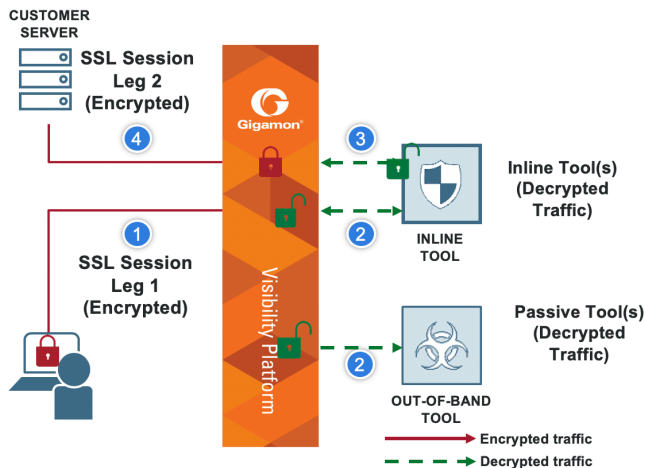 CUSTOMER
SERVER
SSL Session
Leg 2
(Encrypted)
4
Gigamon®
3
Inline Tool(s)
(Decrypted
Traffic)
1
2
INLINE
TOOL
SSL Session
Leg 1
(Encrypted)
Visibility Platform
Passive Tool(s)
(Decrypted
Traffic)
2
OUT-OF-BAND
TOOL
Encrypted traffic
Decrypted traffic